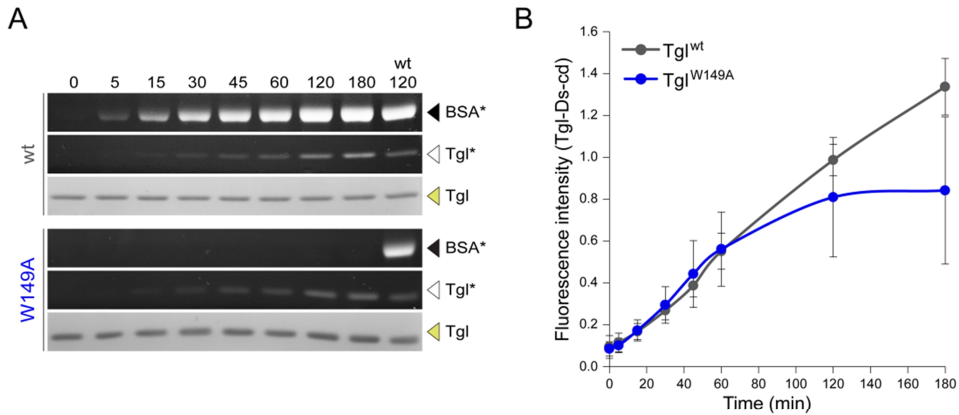 A
wt
0 5 15 30 45 60 120 180 120
BSA*
wt
Tgl*
Tgl
BSA*
W149A
Tgl*
Tgl
B
Tglwt
TglW149A
Fluorescence intensity (Tgl-Ds-cd)
1.6
1.4
1.2
1.0
0.8
0.6
0.4
0.2
0.0
0 20 40 60 80 100 120 140 160 180
Time (min)